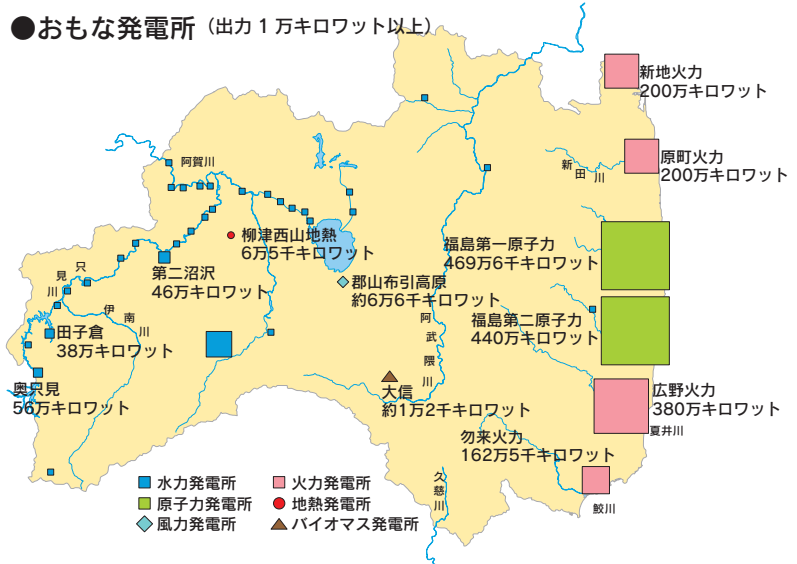 ●おもな発電所（出力 1 万キロワット以上）
新地火力
200万キロワット
阿賀川
新田川
原町火力
200万キロワット
柳津西山地熱
6万5千キロワット
福島第一原子力
469万6千キロワット
只見川
第二沼沢
46万キロワット
郡山布引高原
約6万6千キロワット
伊南川
阿武隈川
福島第二原子力
440万キロワット
田子倉
38万キロワット
奥只見
56万キロワット
大信
約1万2千キロワット
広野火力
380万キロワット
夏井川
勿来火力
162万5千キロワット
久慈川
鮫川
水力発電所
火力発電所
原子力発電所
地熱発電所
風力発電所
バイオマス発電所